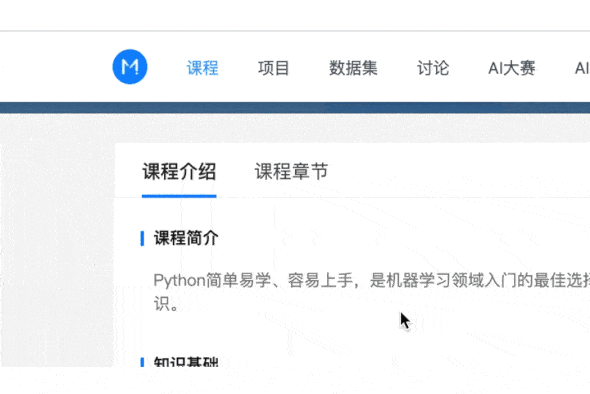 M 课程 项目 数据集 讨论 AI大赛 AI
课程介绍 课程章节
课程简介
Python简单易学、容易上手，是机器学习领域入门的最佳选择
识。
知识基础